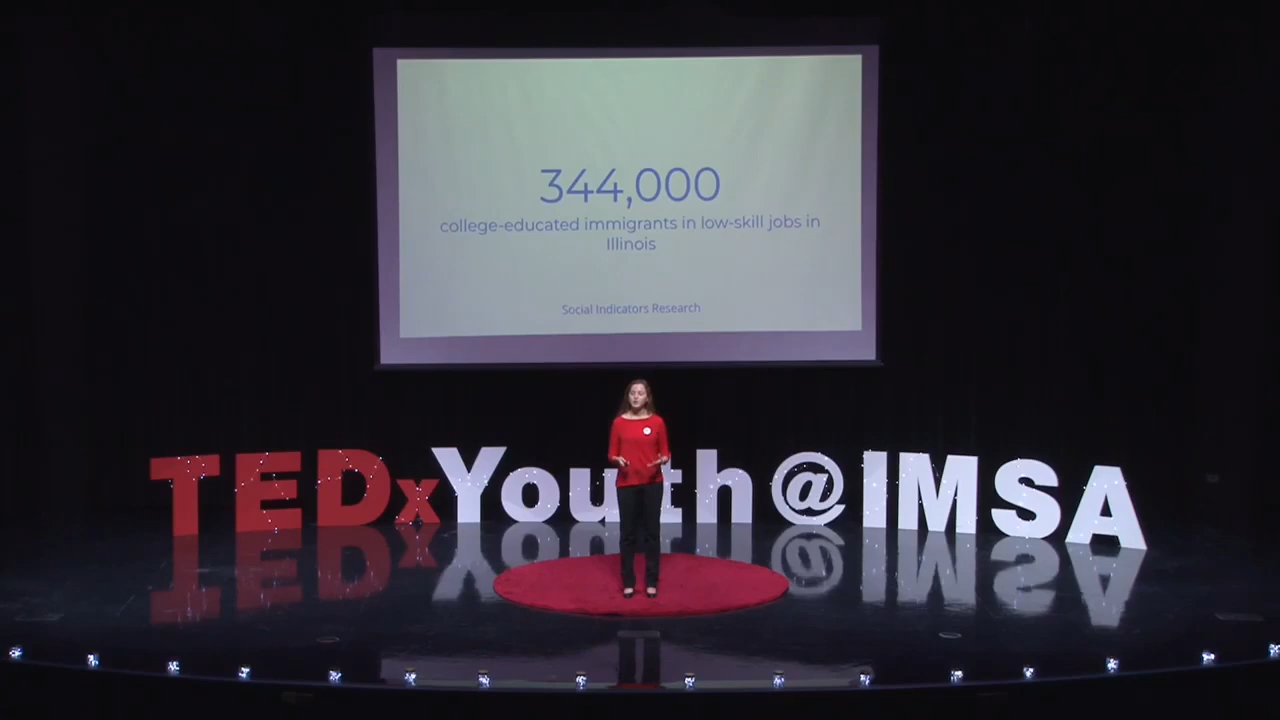 344,000
college-educated immigrants in low-skill jobs in
Illinois
Social Indicators Research
TEDxYouth@IMSA